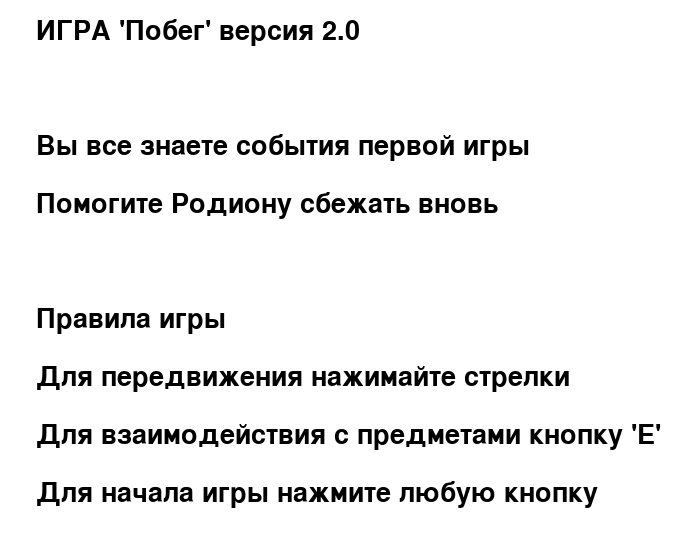 ИГРА 'Побег' версия 2.0
Вы все знаете события первой игры
Помогите Родиону сбежать вновь
Правила игры
Для передвижения нажимайте стрелки
Для взаимодействия с предметами кнопку 'E'
Для начала игры нажмите любую кнопку